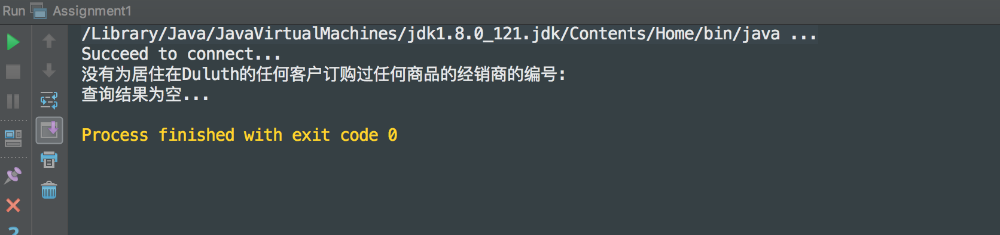 Run Assignment1
/Library/Java/JavaVirtualMachines/jdk1.8.0_121.jdk/Contents/Home/bin/java ...
Succeed to connect...
没有为居住在Duluth的任何客户订购过任何商品的经销商的编号:
查询结果为空...
Process finished with exit code 0